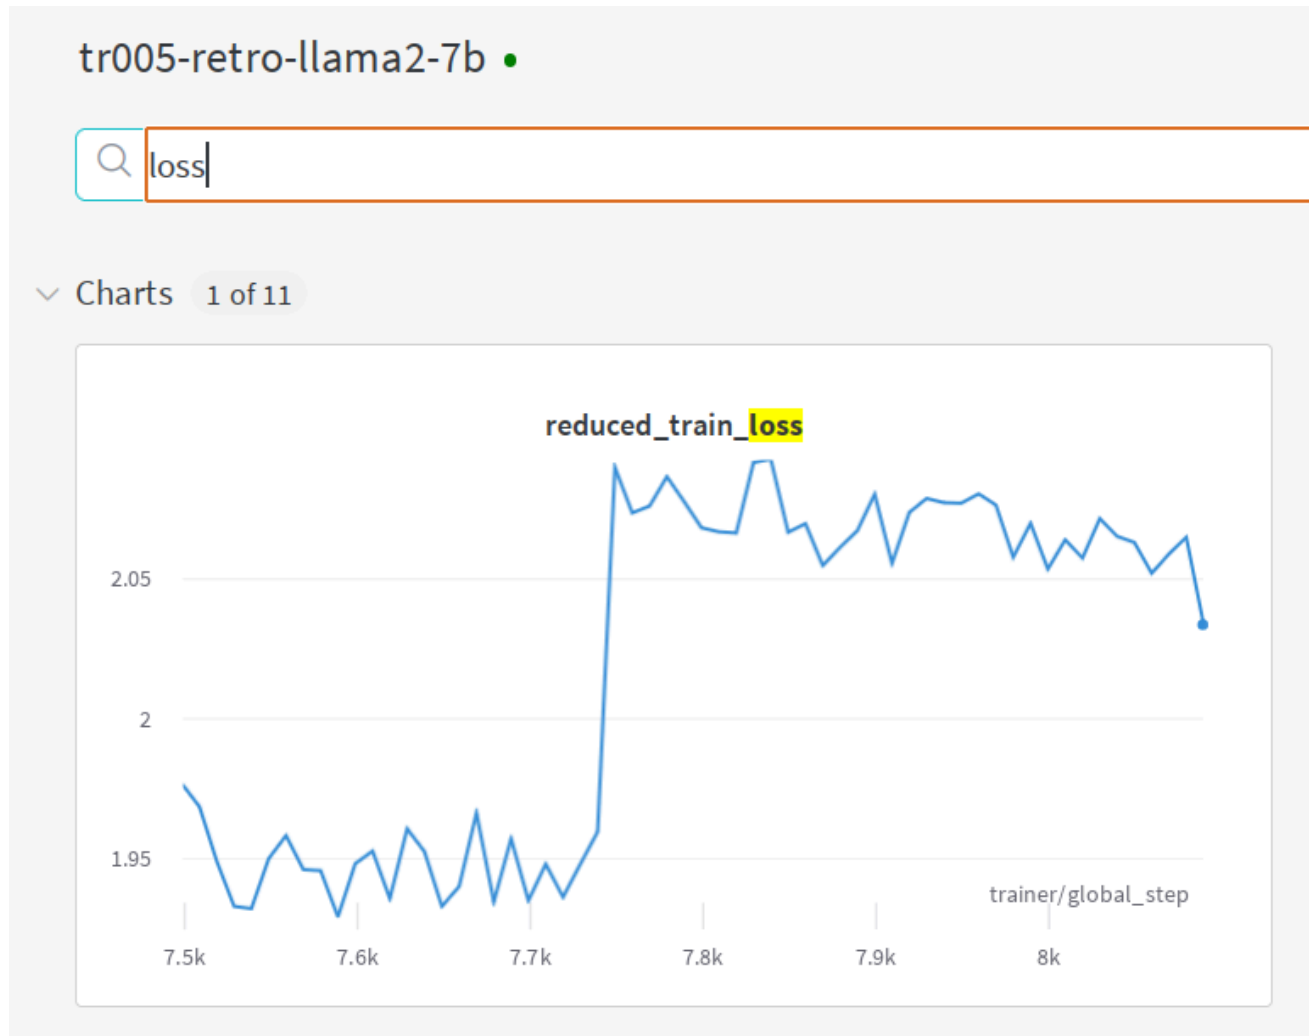 tr005-retro-llama2-7b
loss
Charts 1 of 11
reduced_train_loss
2.05
2
1.95
trainer/global_step
7.5k 7.6k 7.7k 7.8k 7.9k 8k